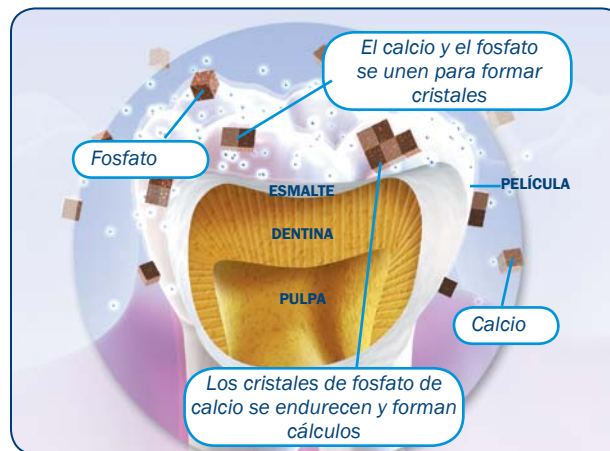 El calcio y el fosfato
se unen para formar
cristales
Fosfato
ESMALTE
PELÍCULA
DENTINA
PULPA
Calcio
Los cristales de fosfato de
calcio se endurecen y forman
cálculos